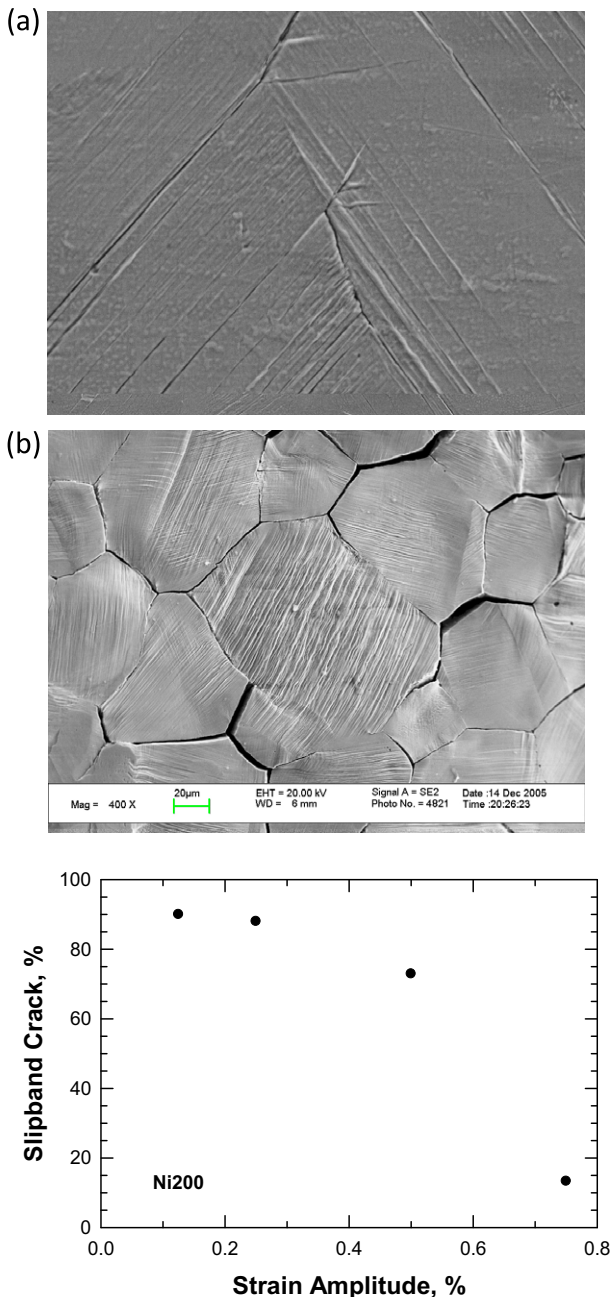 (a)
(b)
Mag = 400 X
20µm
EHT = 20.00 kV
WD = 6 mm
Signal A = SE2
Photo No. = 4821
Date :14 Dec 2005
Time :20:26:23
100
80
60
40
20
0
Slipband Crack, %
Ni200
0.0 0.2 0.4 0.6 0.8
Strain Amplitude, %